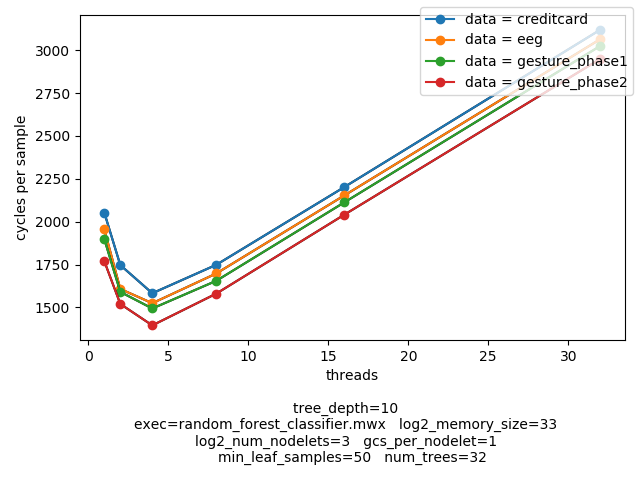 data = creditcard
data = eeg
data = gesture_phase1
data = gesture_phase2
3000
2750
2500
2250
2000
1750
1500
cycles per sample
0 5 10 15 20 25 30
threads
tree_depth=10
exec=random_forest_classifier.mwx log2_memory_size=33
log2_num_nodelets=3 gcs_per_nodelet=1
min_leaf_samples=50 num_trees=32